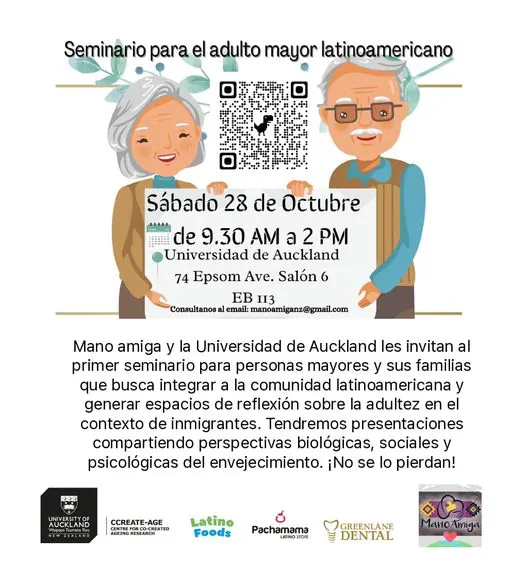 Seminario para el adulto mayor latinoamericano
Sábado 28 de Octubre
de 9.30 AM a 2 PM
Universidad de Auckland
74 Epsom Ave. Salón 6
EB 113
Consultanos al email: manoamiganz@gmail.com
Mano amiga y la Universidad de Auckland les invitan al
primer seminario para personas mayores y sus familias
que busca integrar a la comunidad latinoamericana y
generar espacios de reflexión sobre la adultez en el
contexto de inmigrantes. Tendremos presentaciones
compartiendo perspectivas biológicas, sociales y
psicológicas del envejecimiento. ¡No se lo pierdan!
UNIVERSITY OF
AUCKLAND
Waipapa Taumata Rau
NEW ZEALAND
CCREATE-AGE
CENTRE FOR CO-CREATED
AGEING RESEARCH
Latino
Foods
Pachamama
LATINO STORE
GREENLANE
DENTAL
Mano Amiga